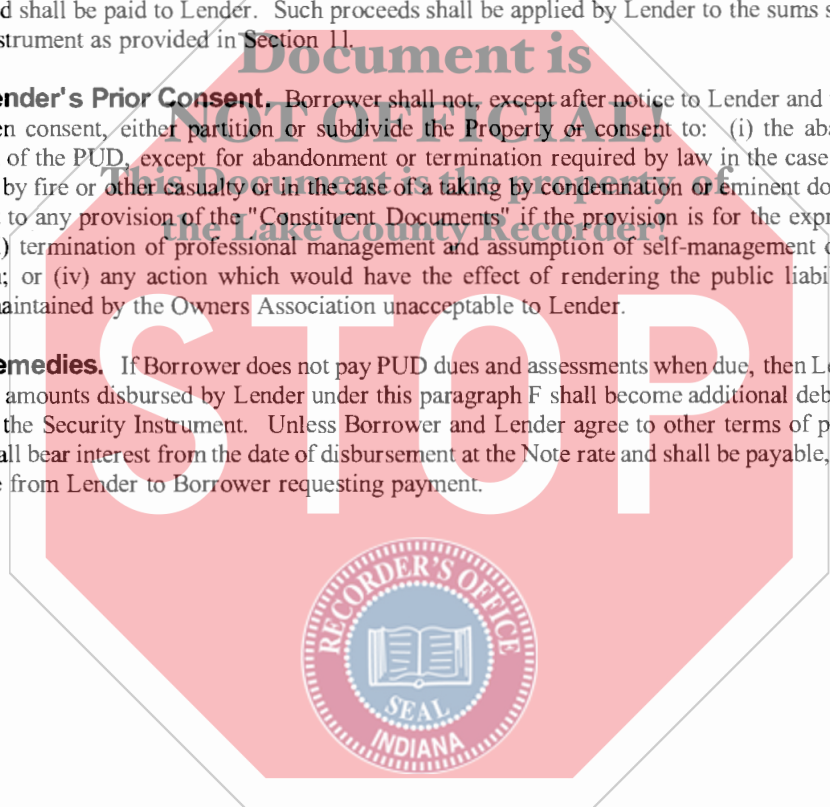 d shall be paid to Lender. Such proceeds shall be applied by Lender to the sums s
strument as provided in Section 11.
Document is
ender's Prior Consent. Borrower shall not, except after notice to Lender and
NOT OFFICIAL!
en consent, either partition or subdivide the Property or consent to: (i) the aba
of the PUD, except for abandonment or termination required by law in the case
This Document is the property of
by fire or other casualty or in the case of a taking by condemnation or eminent do
to any provision of the "Constituent Documents" if the provision is for the expr
the Lake County Recorder!
) termination of professional management and assumption of self-management
; or (iv) any action which would have the effect of rendering the public liabi
aintained by the Owners Association unacceptable to Lender.
STOP
emedies. If Borrower does not pay PUD dues and assessments when due, then Le
amounts disbursed by Lender under this paragraph F shall become additional deb
the Security Instrument. Unless Borrower and Lender agree to other terms of p
all bear interest from the date of disbursement at the Note rate and shall be payable,
e from Lender to Borrower requesting payment.
RECORDER'S OFFICE
SEAL
INDIANA